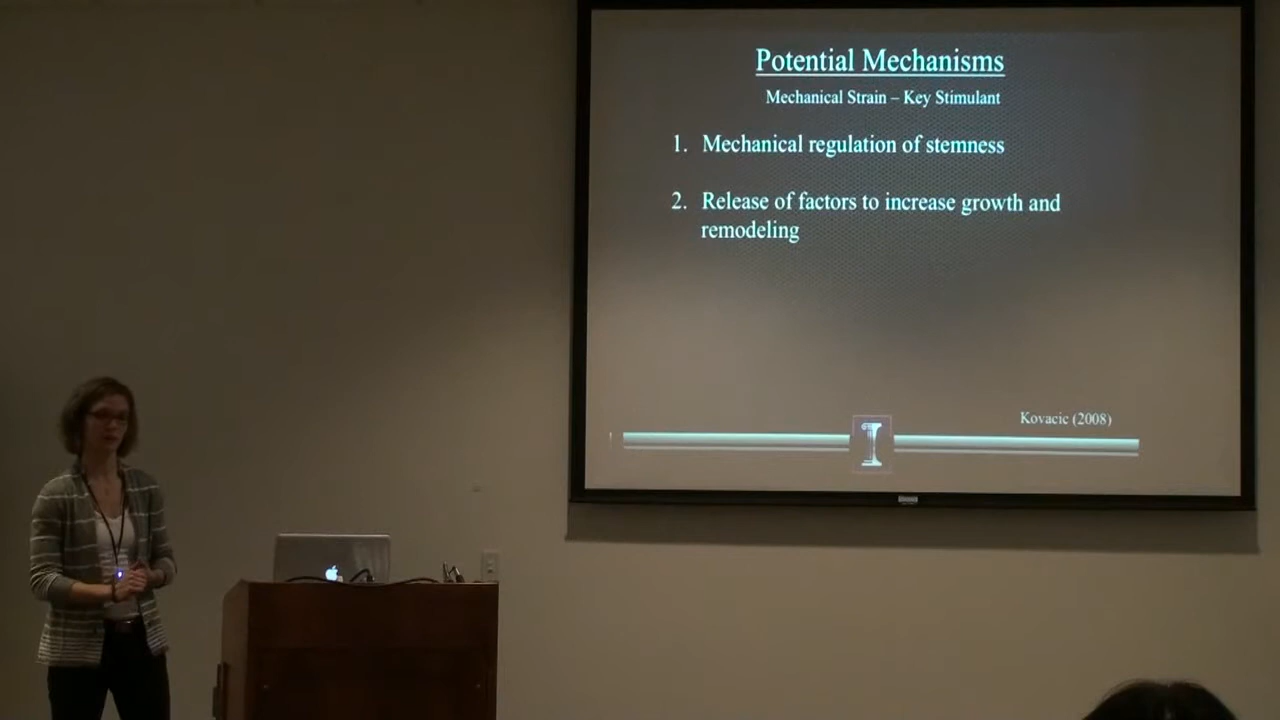 Potential Mechanisms
Mechanical Strain – Key Stimulant
1. Mechanical regulation of stemness
2. Release of factors to increase growth and
remodeling
Kovacic (2008)
I